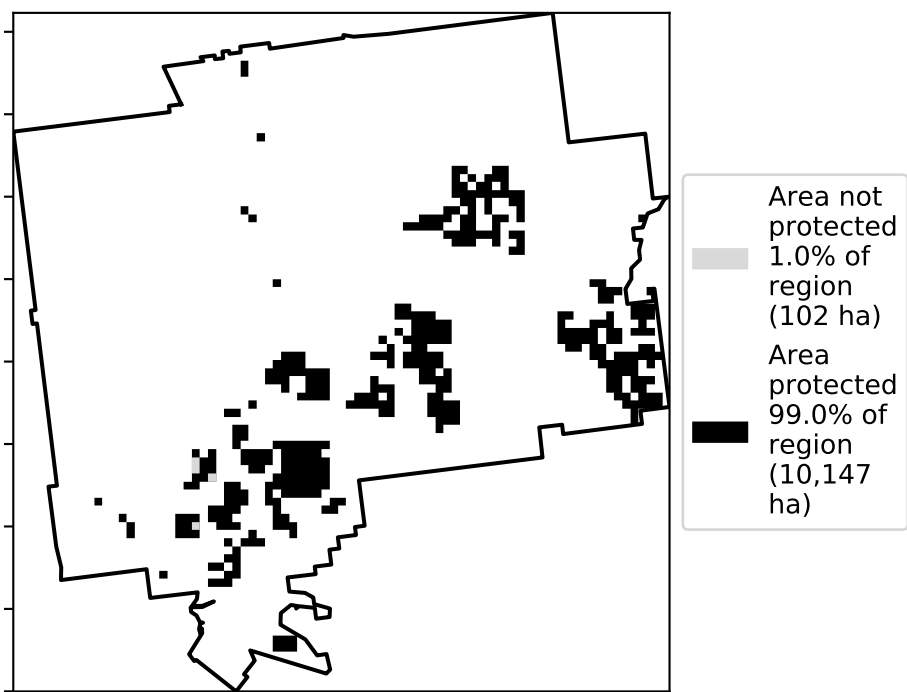 Area not
protected
1.0% of
region
(102 ha)
Area
protected
99.0% of
region
(10,147
ha)